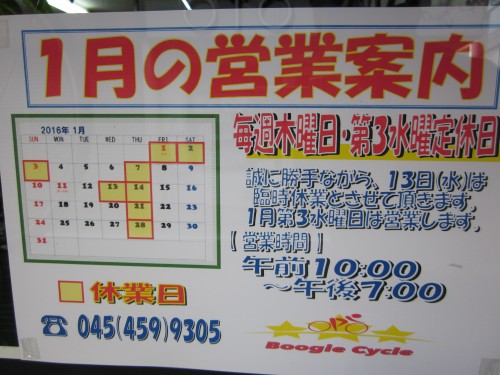 1月の営業案内
2016年 1月
SUN MON TUE WED THU FRI SAT
1 2
3 4 5 6 7 8 9
10 11 12 13 14 15 16
17 18 19 20 21 22 23
24 25 26 27 28 29 30
31
休業日
☎ 045(459)9305
毎週木曜日・第3水曜定休日
誠に勝手ながら、13日(水)は
臨時休業とさせて頂きます。
1月第3水曜日は営業します。
【営業時間】
午前10:00
～午後7:00
Boogie Cycle